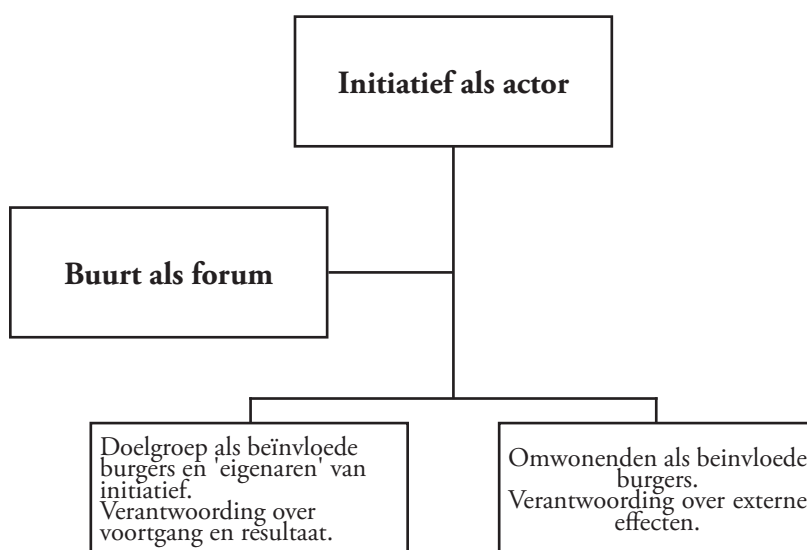 Initiatief als actor
Buurt als forum
Doelgroep als beïnvloede
burgers en 'eigenaren' van
initiatief.
Verantwoording over
voortgang en resultaat.
Omwonenden als beinvloede
burgers.
Verantwoording over externe
effecten.